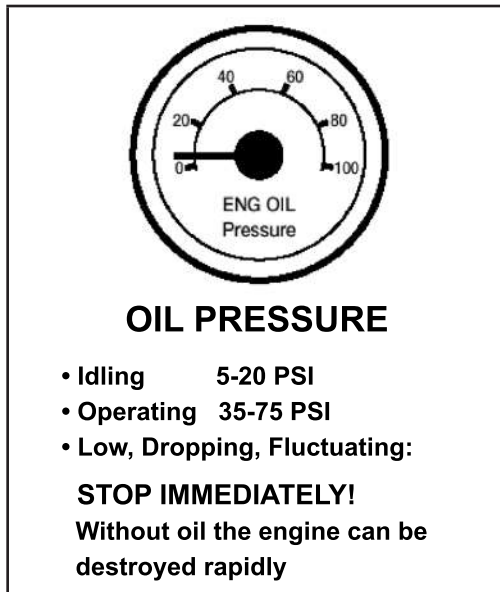 40 60
20 80
0 100
ENG OIL
Pressure
OIL PRESSURE
• Idling 5-20 PSI
• Operating 35-75 PSI
• Low, Dropping, Fluctuating:
STOP IMMEDIATELY!
Without oil the engine can be
destroyed rapidly